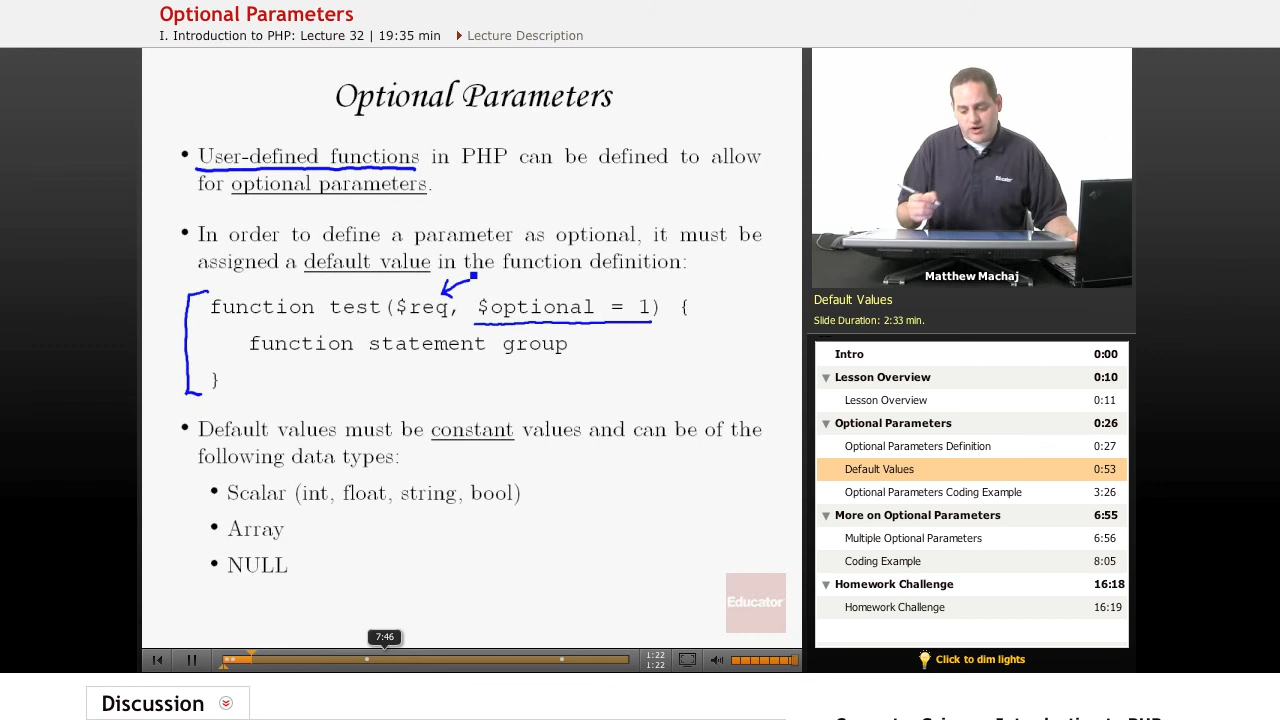 Optional Parameters
I. Introduction to PHP: Lecture 32 | 19:35 min
Lecture Description
Optional Parameters
• User-defined functions in PHP can be defined to allow
for optional parameters.
• In order to define a parameter as optional, it must be
assigned a default value in the function definition:
function test($req, $optional = 1) {
function statement group
}
• Default values must be constant values and can be of the
following data types:
• Scalar (int, float, string, bool)
• Array
• NULL
Educator
7:46
1:22
1:22
Educator
Matthew Machaj
Default Values
Slide Duration: 2:33 min.
Intro 0:00
Lesson Overview 0:10
Lesson Overview 0:11
Optional Parameters 0:26
Optional Parameters Definition 0:27
Default Values 0:53
Optional Parameters Coding Example 3:26
More on Optional Parameters 6:55
Multiple Optional Parameters 6:56
Coding Example 8:05
Homework Challenge 16:18
Homework Challenge 16:19
Click to dim lights
Discussion